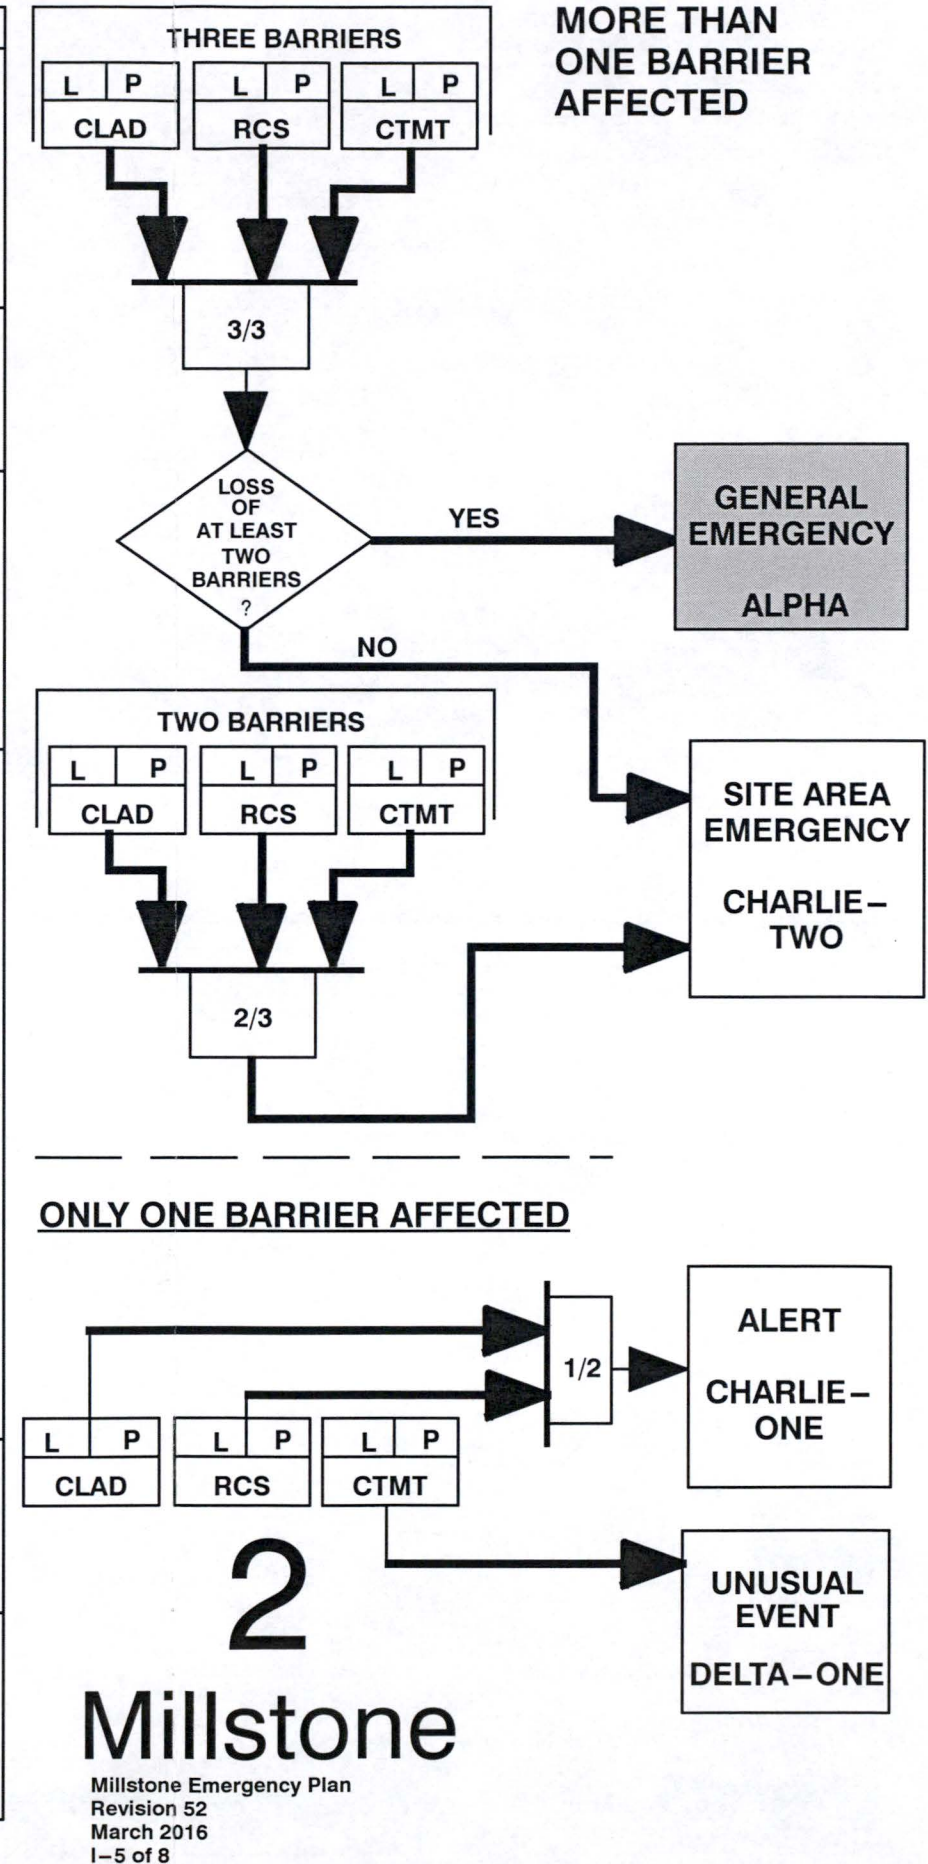 MORE THAN
ONE BARRIER
AFFECTED
THREE BARRIERS
L P L P L P
CLAD RCS CTMT
3/3
LOSS
OF
AT LEAST
TWO
BARRIERS
?
YES
GENERAL
EMERGENCY
ALPHA
NO
TWO BARRIERS
L P L P L P
CLAD RCS CTMT
2/3
SITE AREA
EMERGENCY
CHARLIE–
TWO
ONLY ONE BARRIER AFFECTED
1/2
ALERT
CHARLIE–
ONE
L P L P L P
CLAD RCS CTMT
UNUSUAL
EVENT
DELTA–ONE
2
Millstone
Millstone Emergency Plan
Revision 52
March 2016
I–5 of 8